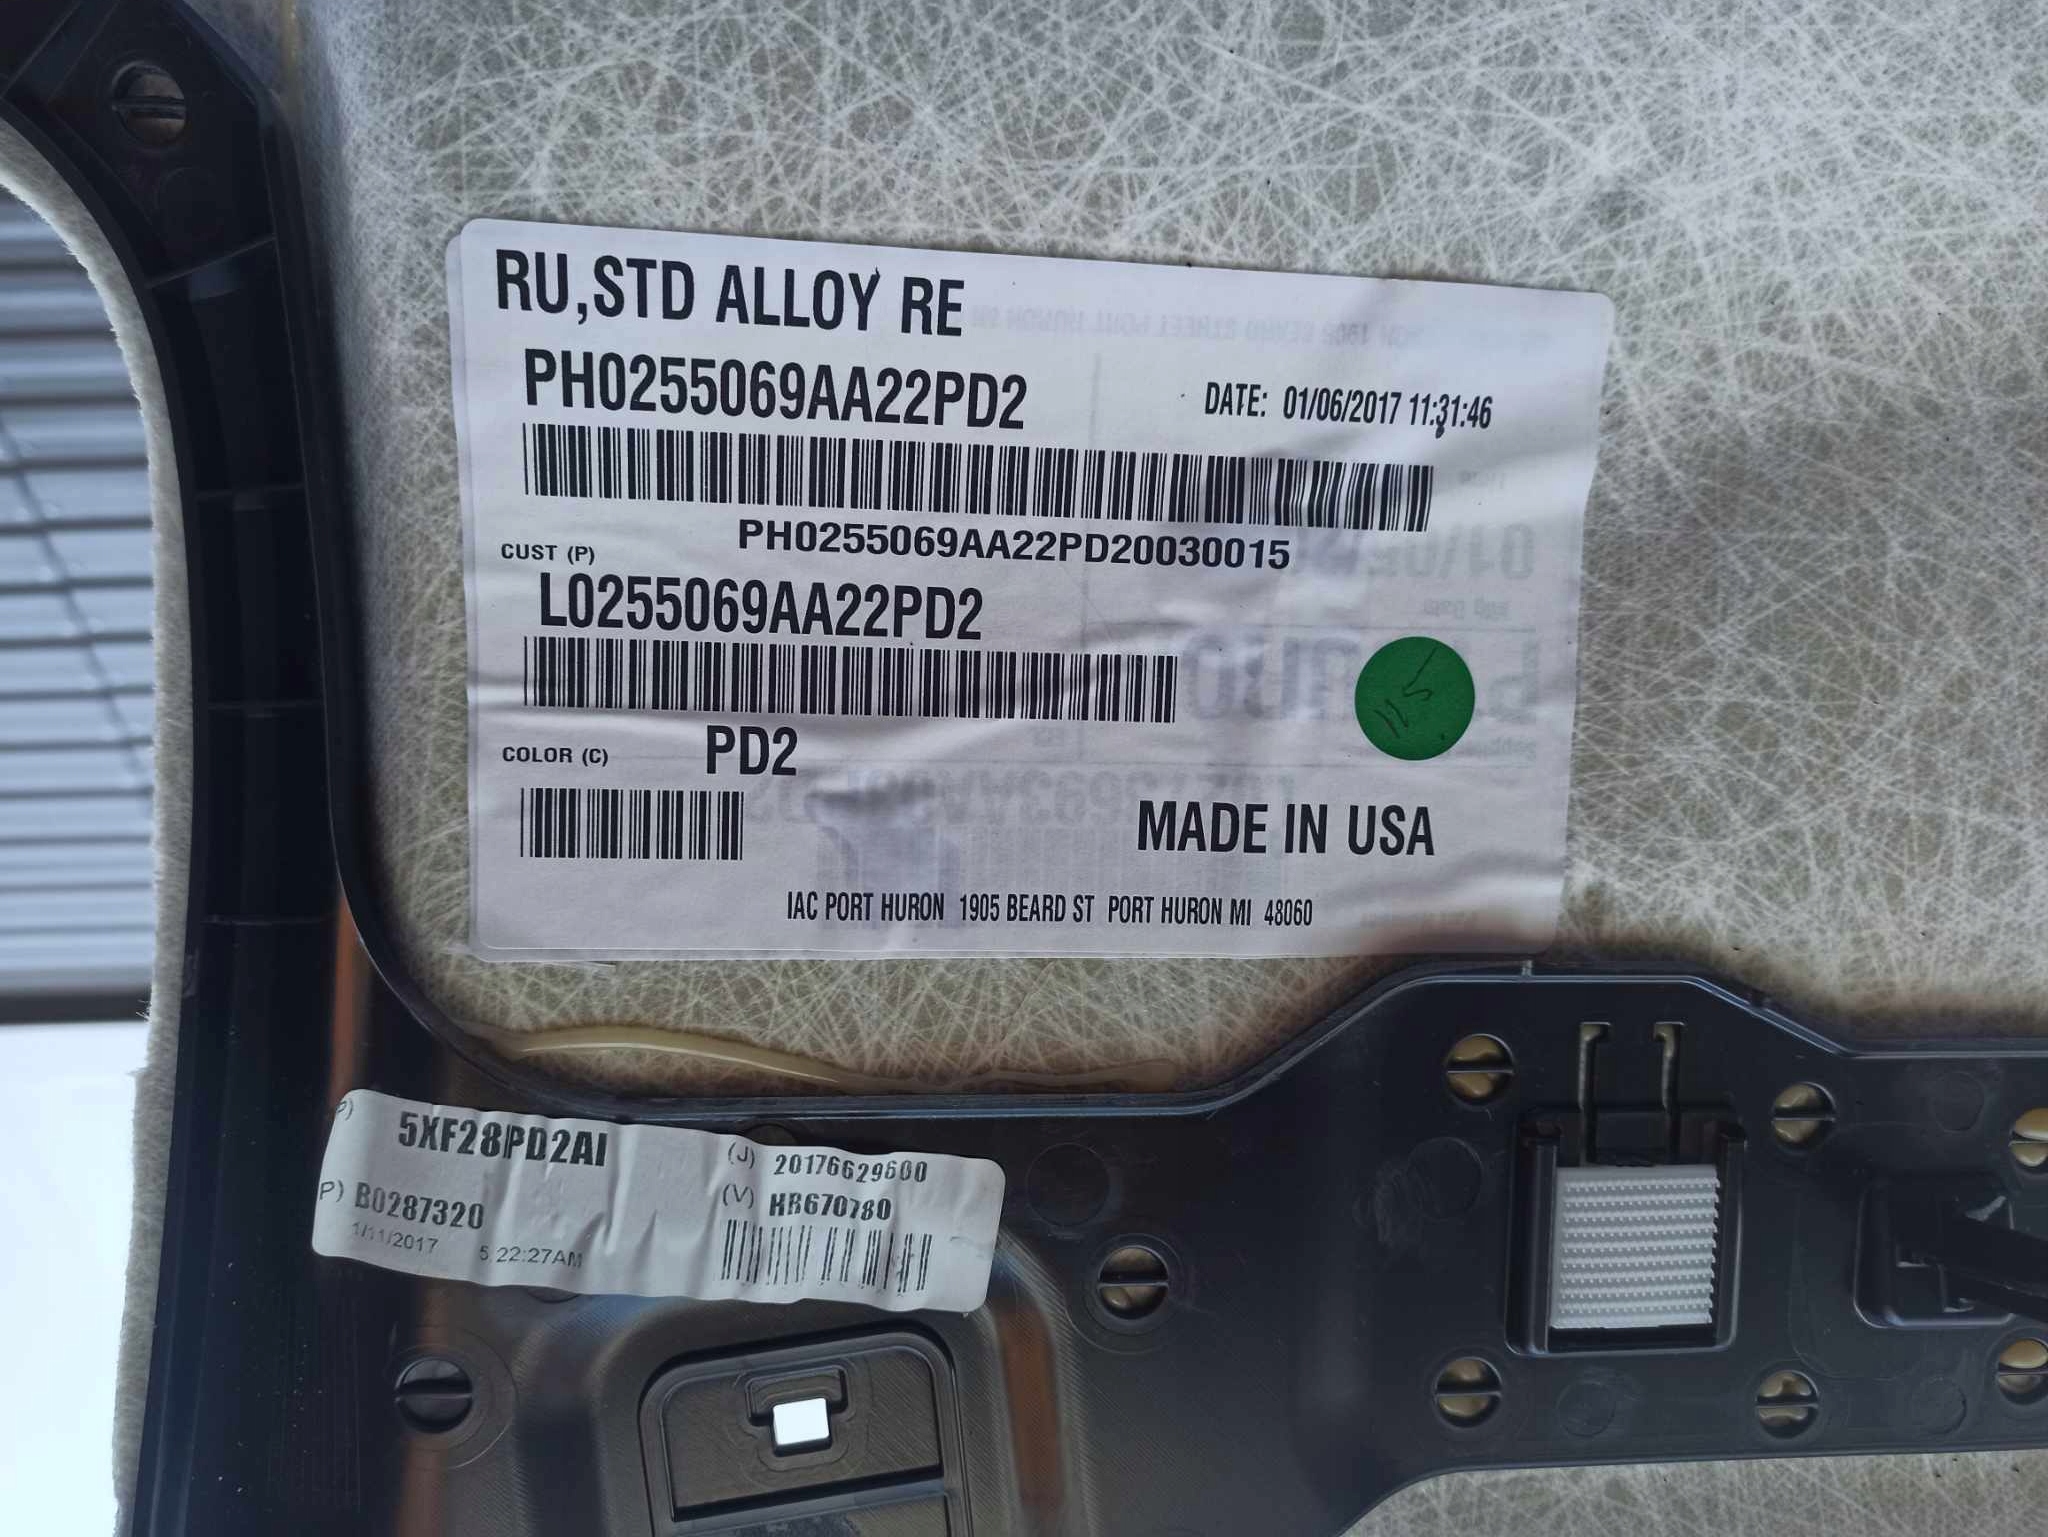 RU,STD ALLOY RE
PH0255069AA22PD2
DATE: 01/06/2017 11:31:46
PH0255069AA22PD20030015
CUST (P)
L0255069AA22PD2
COLOR (C) PD2
MADE IN USA
IAC PORT HURON 1905 BEARD ST PORT HURON MI 48060
P) 5XF28PD2AI
(J) 20176629600
P) B0287320
(V) HR670780
1/11/2017 5:22:27AM